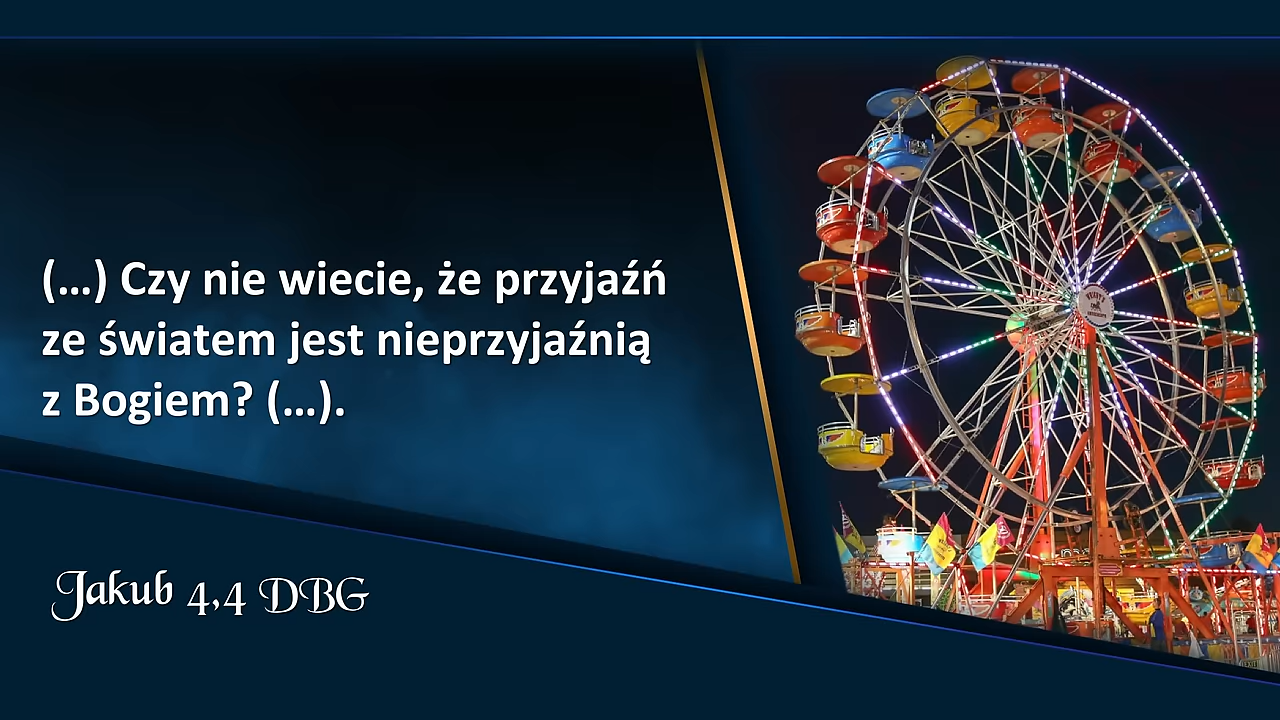 (...) Czy nie wiecie, że przyjaźń
ze światem jest nieprzyjaźnią
z Bogiem? (...).
Jakub 4,4 DBG